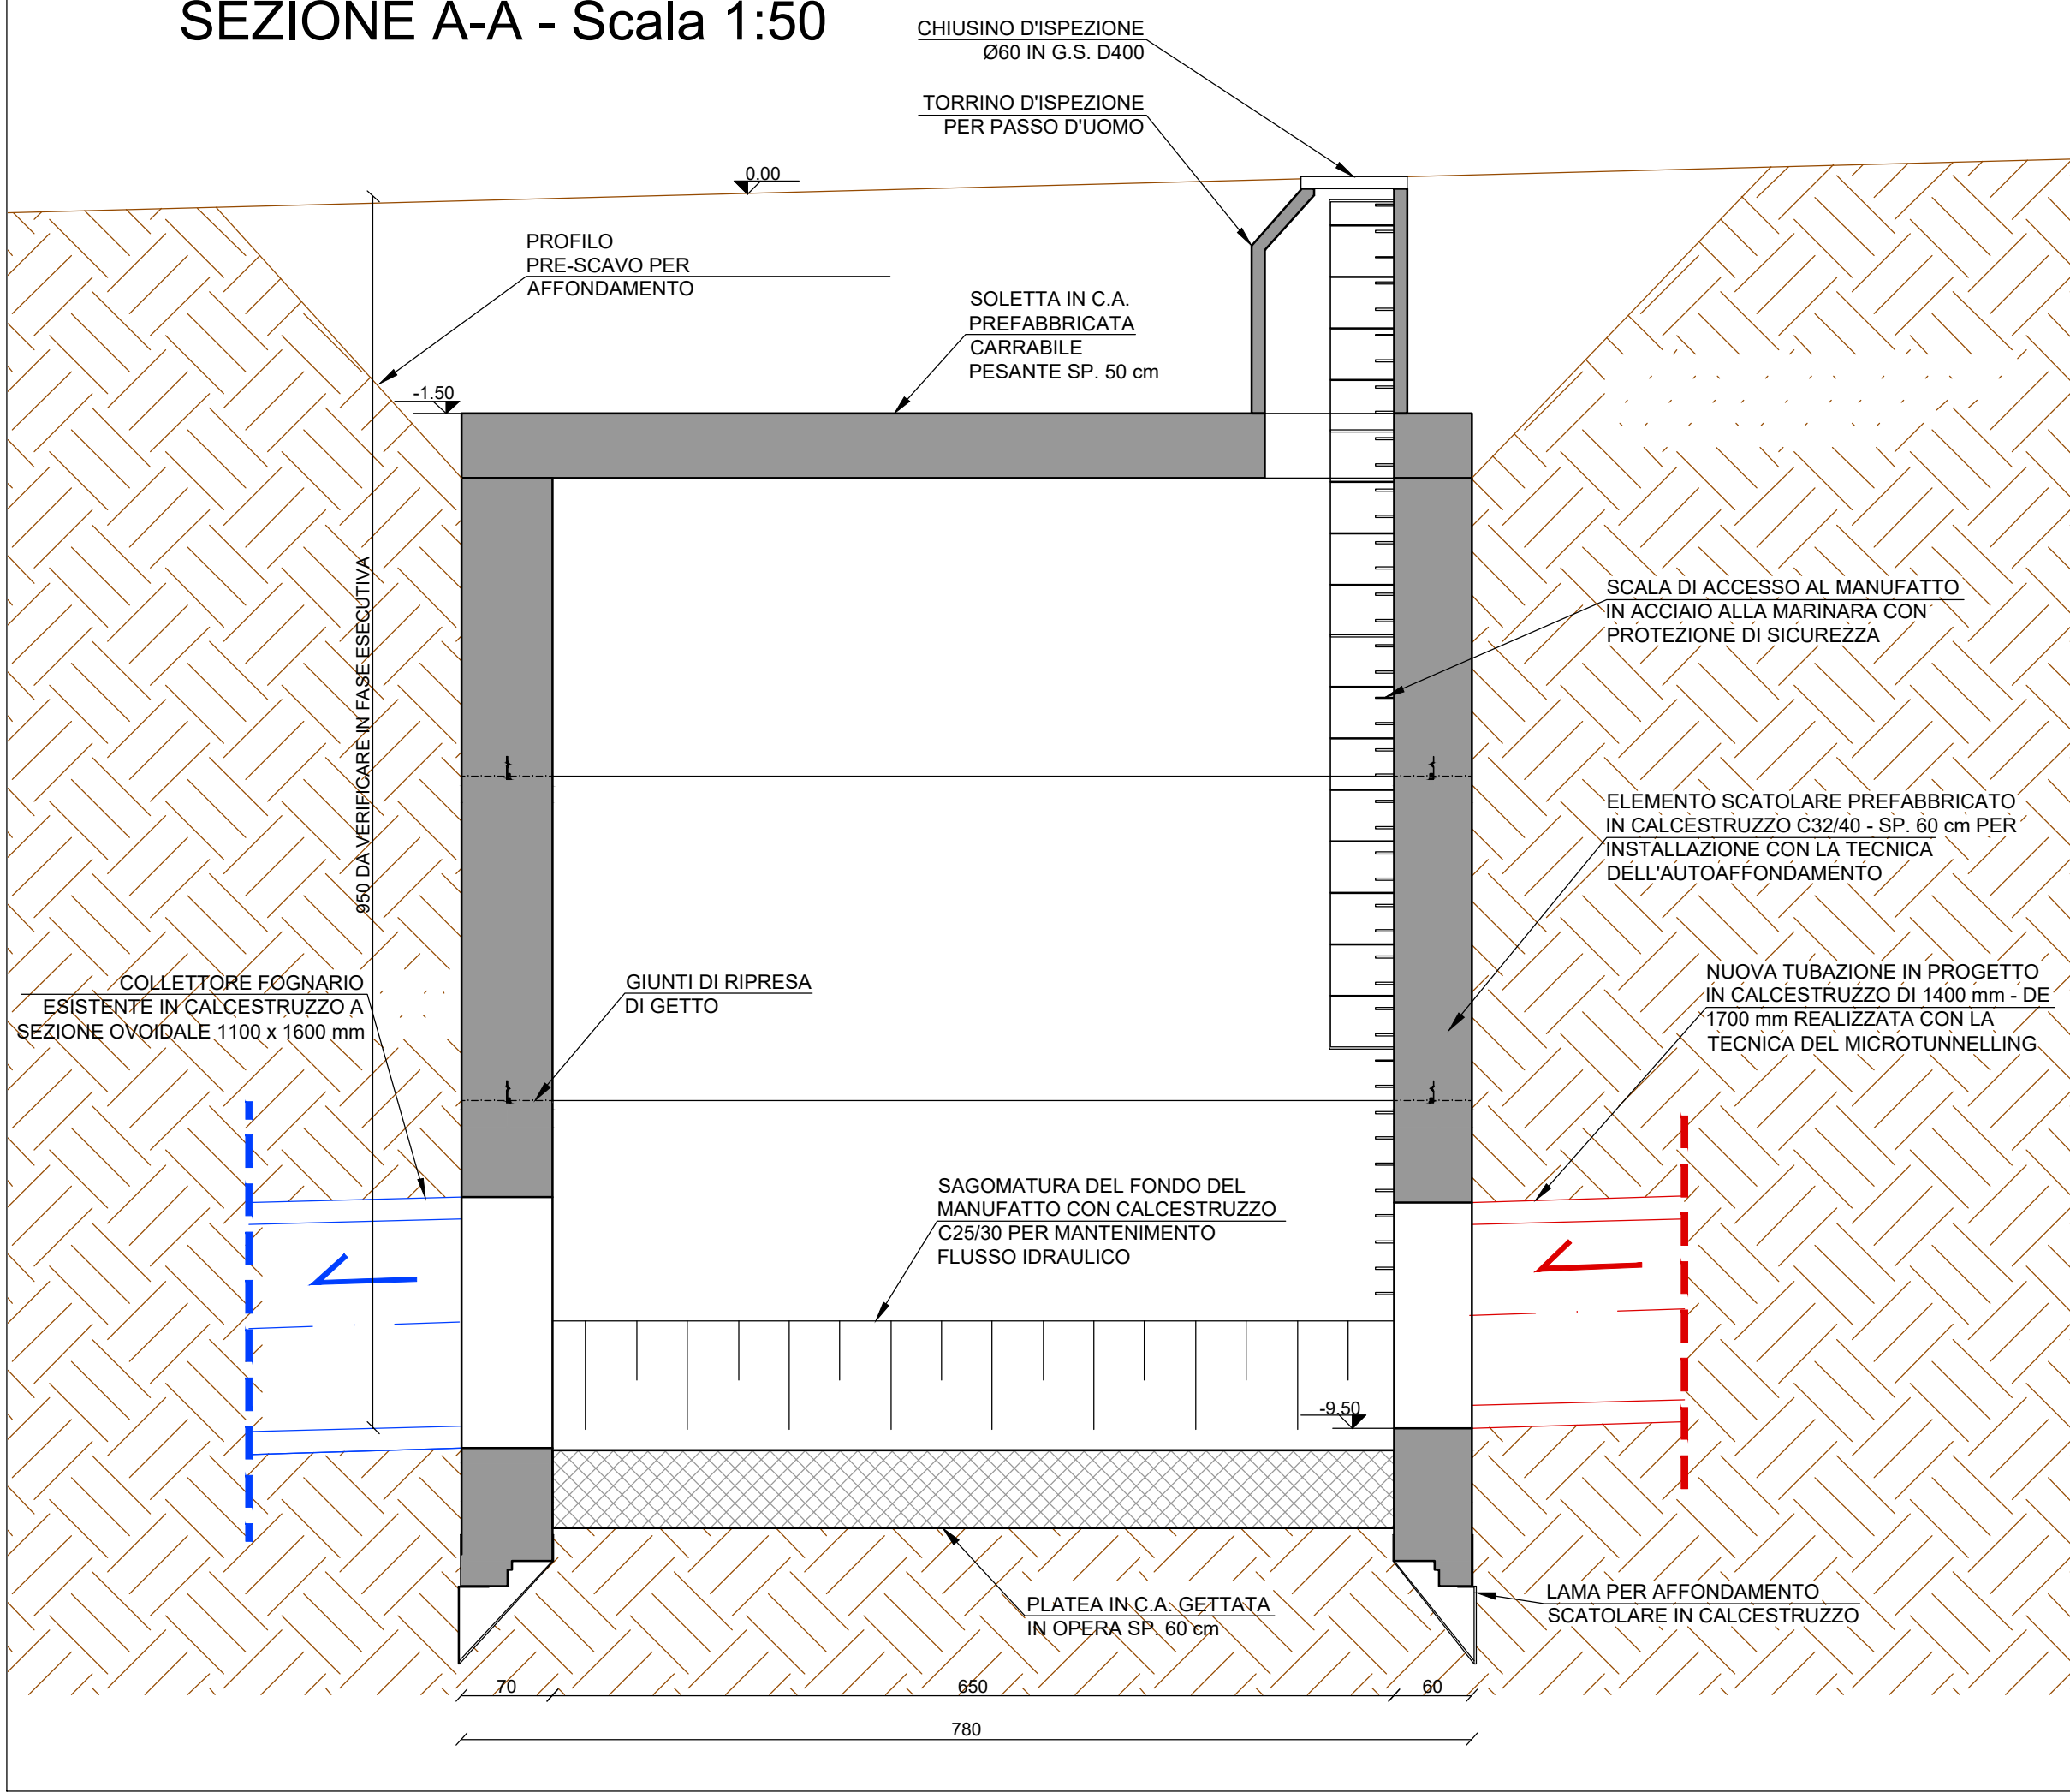 SEZIONE A-A - Scala 1:50
CHIUSINO D'ISPEZIONE
Ø60 IN G.S. D400
TORRINO D'ISPEZIONE
PER PASSO D'UOMO
0.00
PROFILO
PRE-SCAVO PER
AFFONDAMENTO
SOLETTA IN C.A.
PREFABBRICATA
CARRABILE
PESANTE SP. 50 cm
-1.50
950 DA VERIFICARE IN FASE ESECUTIVA
SCALA DI ACCESSO AL MANUFATTO
IN ACCIAIO ALLA MARINARA CON
PROTEZIONE DI SICUREZZA
ELEMENTO SCATOLARE PREFABBRICATO
IN CALCESTRUZZO C32/40 - SP. 60 cm PER
INSTALLAZIONE CON LA TECNICA
DELL'AUTOAFFONDAMENTO
COLLETTORE FOGNARIO
ESISTENTE IN CALCESTRUZZO A
SEZIONE OVOIDALE 1100 x 1600 mm
GIUNTI DI RIPRESA
DI GETTO
NUOVA TUBAZIONE IN PROGETTO
IN CALCESTRUZZO DI 1400 mm - DE
1700 mm REALIZZATA CON LA
TECNICA DEL MICROTUNNELLING
SAGOMATURA DEL FONDO DEL
MANUFATTO CON CALCESTRUZZO
C25/30 PER MANTENIMENTO
FLUSSO IDRAULICO
-9.50
PLATEA IN C.A. GETTATA
IN OPERA SP. 60 cm
LAMA PER AFFONDAMENTO
SCATOLARE IN CALCESTRUZZO
70
650
60
780